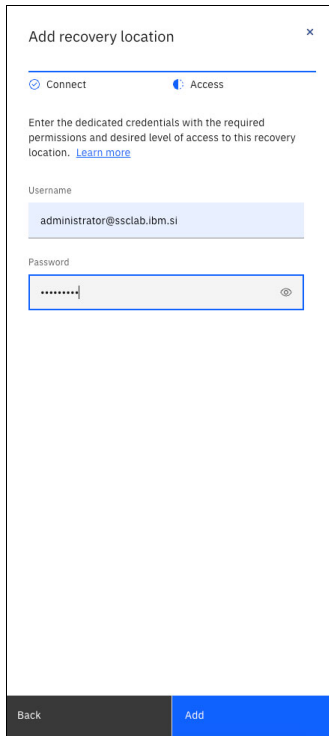 Add recovery location
Connect
Access
Enter the dedicated credentials with the required
permissions and desired level of access to this recovery
location. Learn more
Username
administrator@ssclab.ibm.si
Password
•••••••••
Back
Add